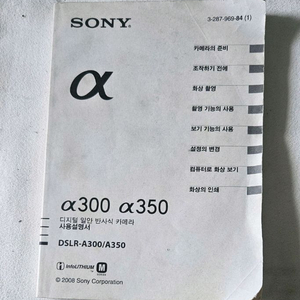 SONY.
3-287-969-84 (1)
카메라의 준비
조작하기 전에
화상 촬영
촬영 기능의 사용
보기 기능의 사용
설정의 변경
컴퓨터로 화상 보기
화상의 인쇄
α
α300 α350
디지털 일안 반사식 카메라
사용설명서
DSLR-A300/A350
InfoLITHIUM M
© 2008 Sony Corporation